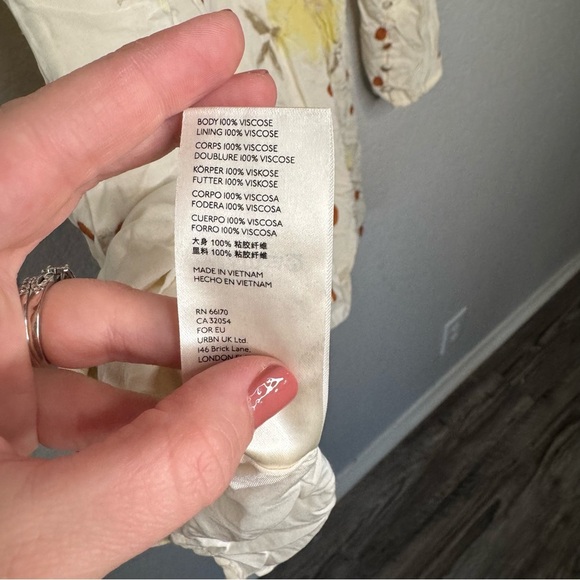 BODY 100% VISCOSE
LINING 100% VISCOSE
CORPS 100% VISCOSE
DOUBLURE 100% VISCOSE
KÖRPER 100% VISKOSE
FUTTER 100% VISKOSE
CORPO 100% VISCOSA
FODERA 100% VISCOSA
CUERPO 100% VISCOSA
FORRO 100% VISCOSA
大身 100% 粘胶纤维
里料 100% 粘胶纤维
MADE IN VIETNAM
HECHO EN VIETNAM
RN 66170
CA 32054
FOR EU
URBN UK Ltd.
146 Brick Lane,
LONDON